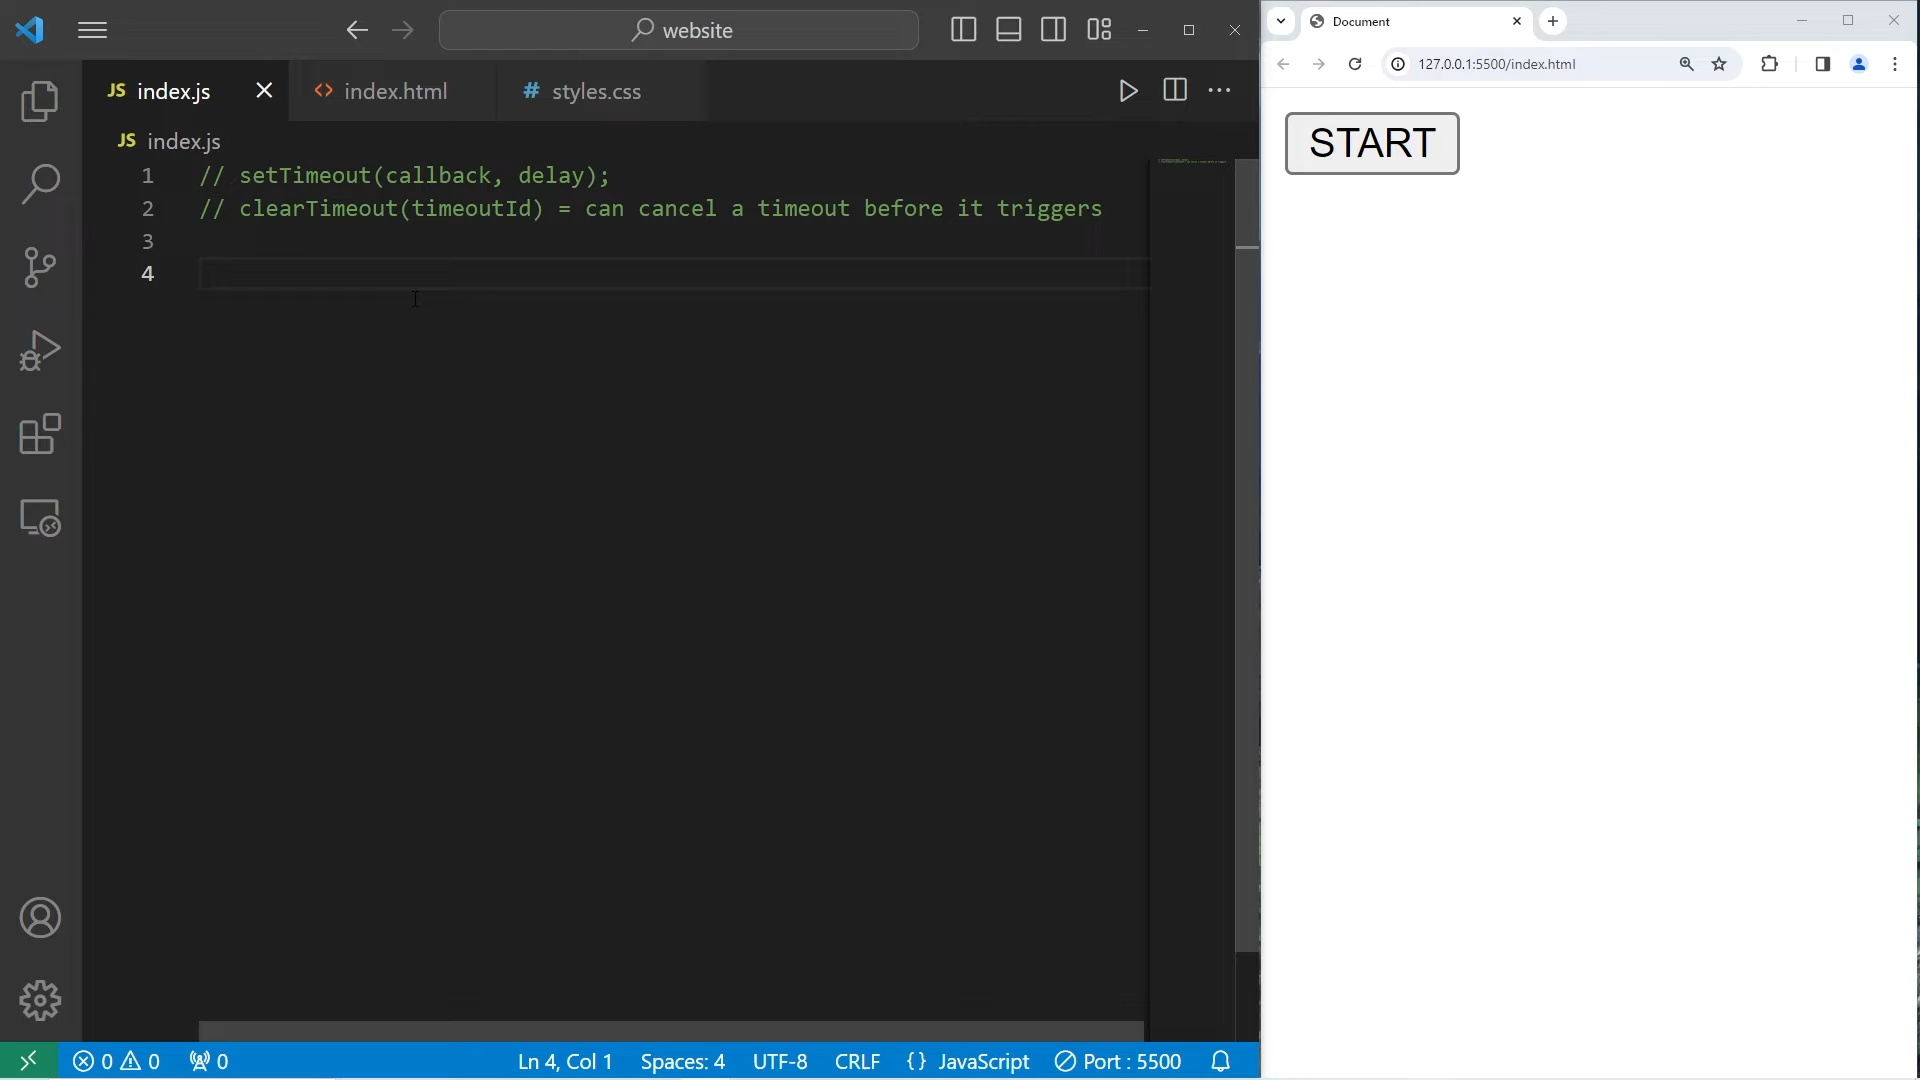 website
JS index.js
<> index.html
# styles.css
JS index.js
1 // setTimeout(callback, delay);
2 // clearTimeout(timeoutId) = can cancel a timeout before it triggers
3
4
0 0 0
Ln 4, Col 1
Spaces: 4
UTF-8
CRLF
{ } JavaScript
Port : 5500
Document
127.0.0.1:5500/index.html
START